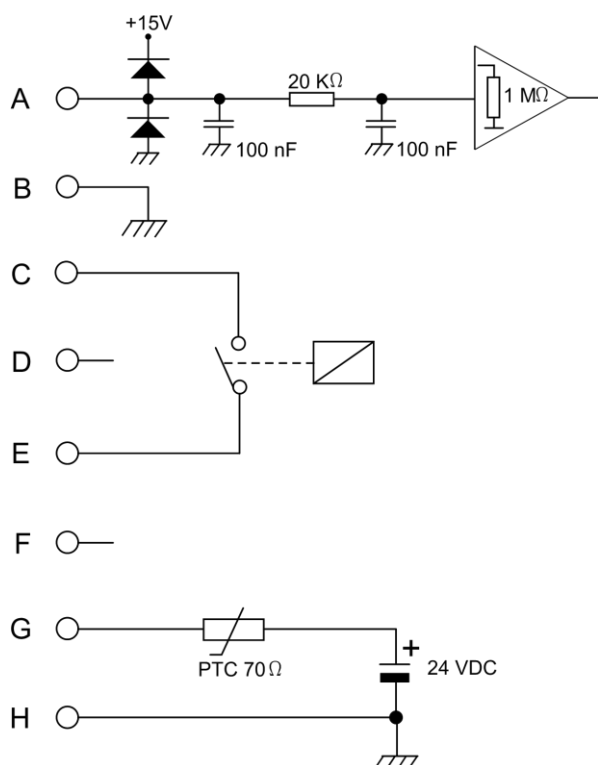 +15V
A
20 KΩ
1 MΩ
100 nF
100 nF
B
C
D
E
F
G
+
PTC 70Ω
24 VDC
H